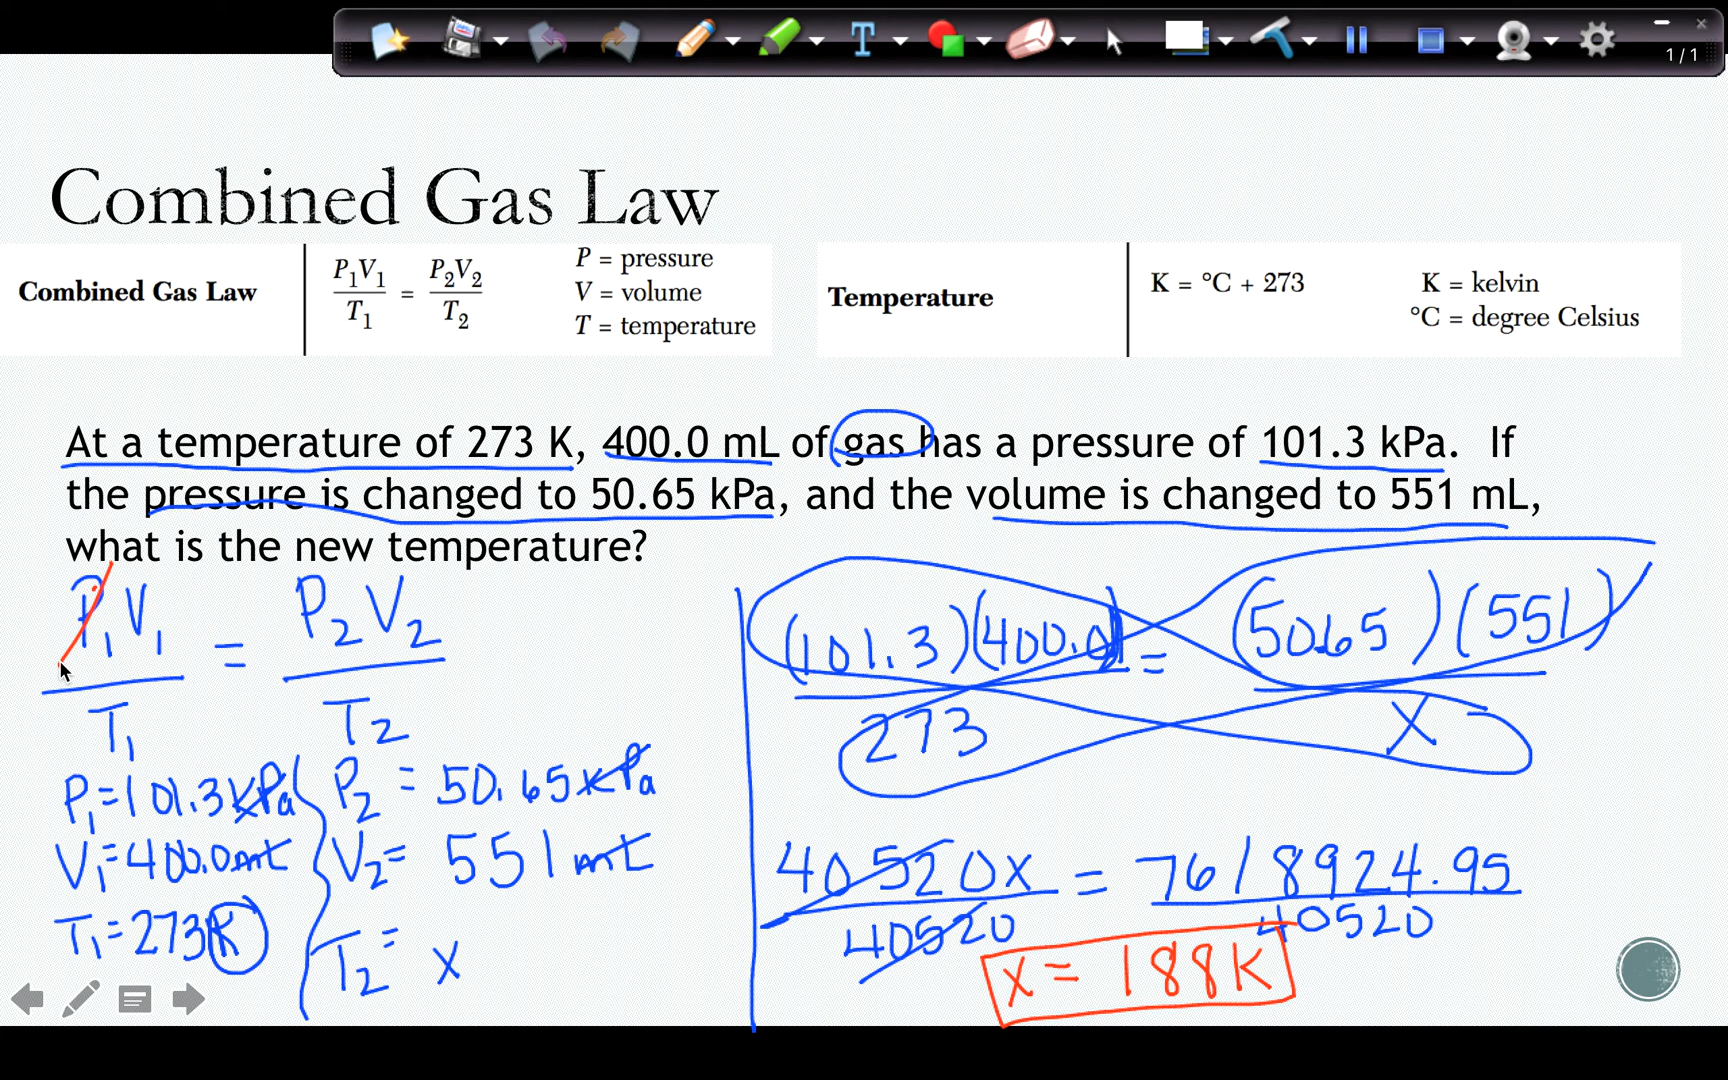 1 / 1
Combined Gas Law
Combined Gas Law
P₁V₁/T₁ = P₂V₂/T₂
P = pressure
V = volume
T = temperature
Temperature
K = °C + 273
K = kelvin
°C = degree Celsius
At a temperature of 273 K, 400.0 mL of gas has a pressure of 101.3 kPa. If
the pressure is changed to 50.65 kPa, and the volume is changed to 551 mL,
what is the new temperature?
P₁V₁/T₁ = P₂V₂/T₂
P₁=101.3kPa
V₁=400.0mL
T₁=273K
P₂ = 50.65kPa
V₂= 551mL
T₂= x
(101.3)(400.0)/273 = (50.65)(551)/X
40520x/40520 = 7618924.95/40520
x = 188K